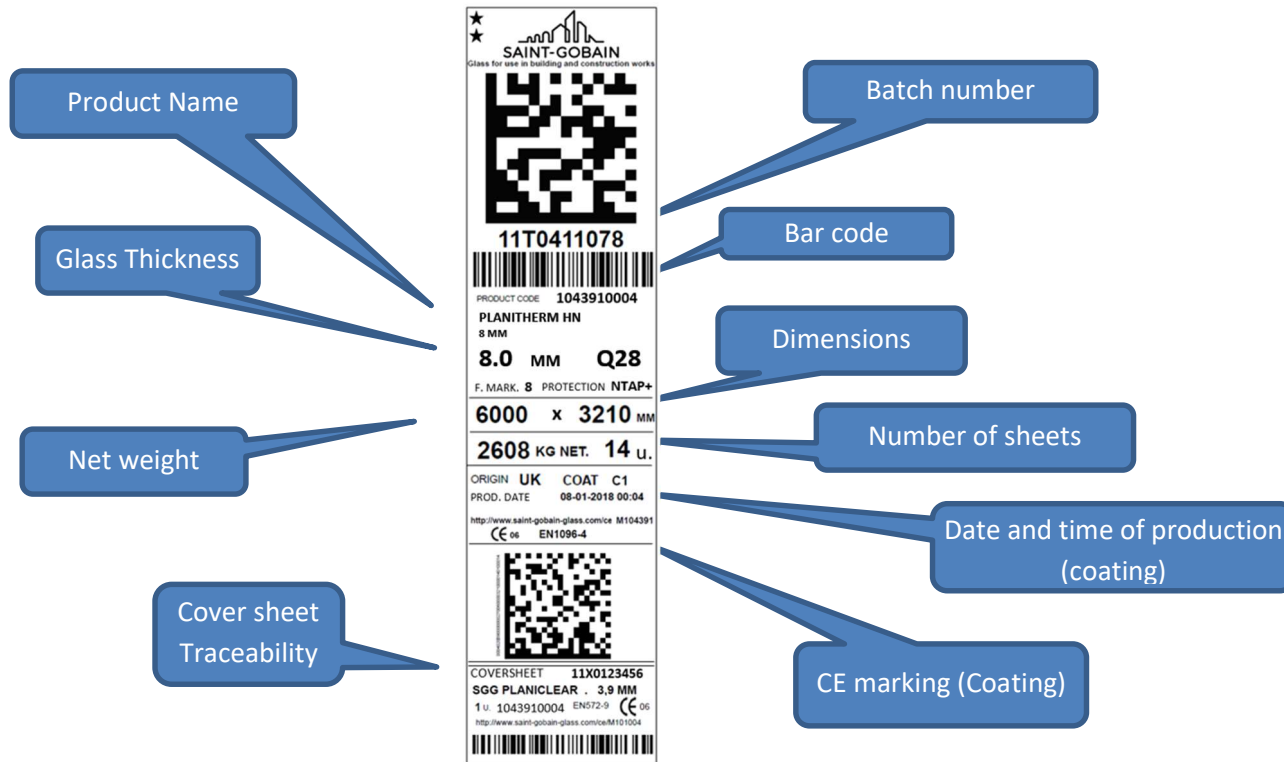 SAINT-GOBAIN
Glass for use in building and construction works
11T0411078
PRODUCT CODE 1043910004
PLANITHERM HN
8 MM
8.0 MM Q28
F. MARK. 8 PROTECTION NTAP+
6000 x 3210 MM
2608 KG NET. 14 u.
ORIGIN UK COAT C1
PROD. DATE 08-01-2018 00:04
http://www.saint-gobain-glass.com/ce M104391
CE 06 EN1096-4
COVERSHEET 11X0123456
SGG PLANICLEAR . 3,9 MM
1 u. 1043910004 EN572-9 CE 06
http://www.saint-gobain-glass.com/ce/M101004
Product Name
Glass Thickness
Net weight
Cover sheet
Traceability
Batch number
Bar code
Dimensions
Number of sheets
Date and time of production
(coating)
CE marking (Coating)